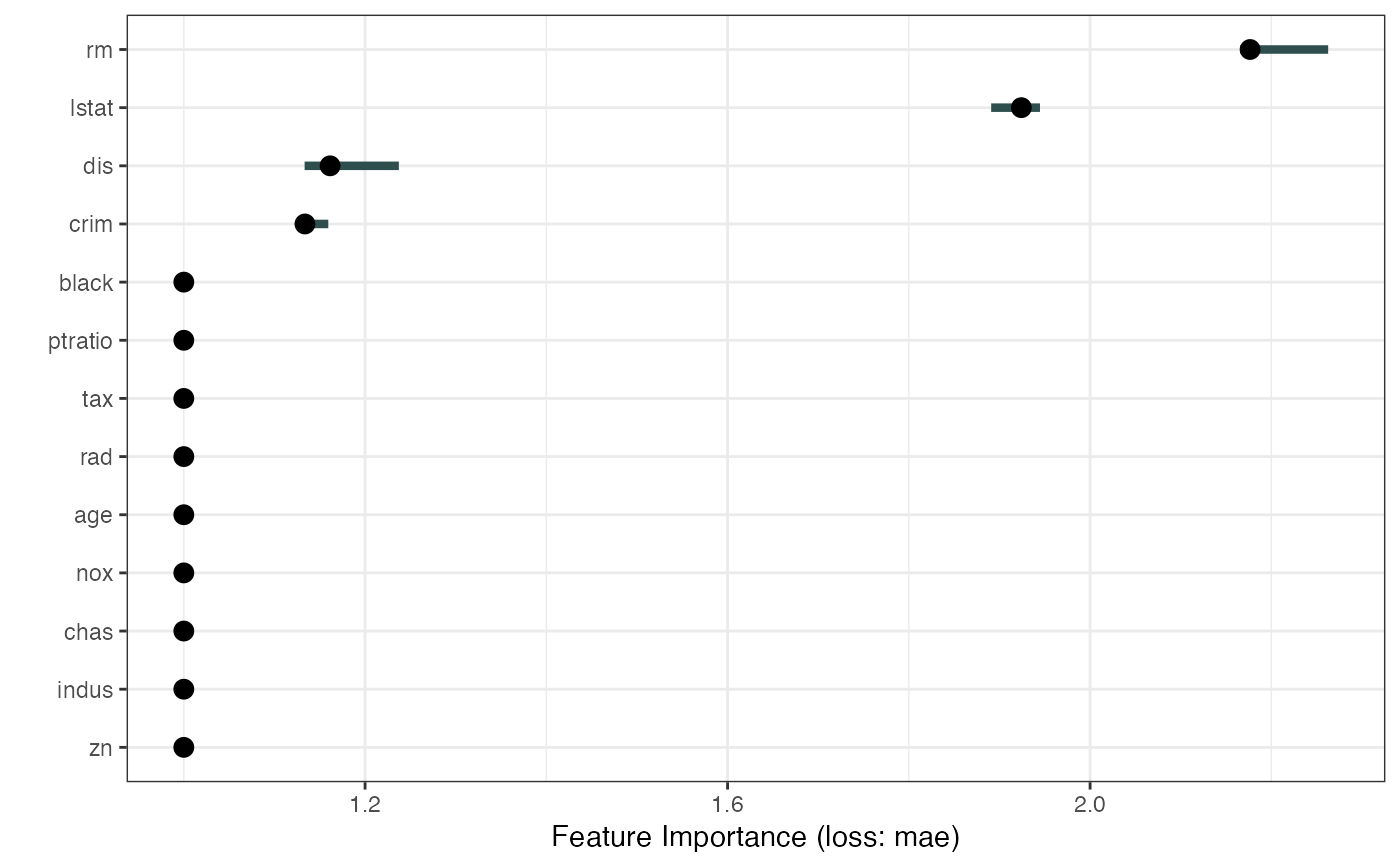 rm
lstat
dis
crim
black
ptratio
tax
rad
age
nox
chas
indus
zn
1.2 1.6 2.0
Feature Importance (loss: mae)